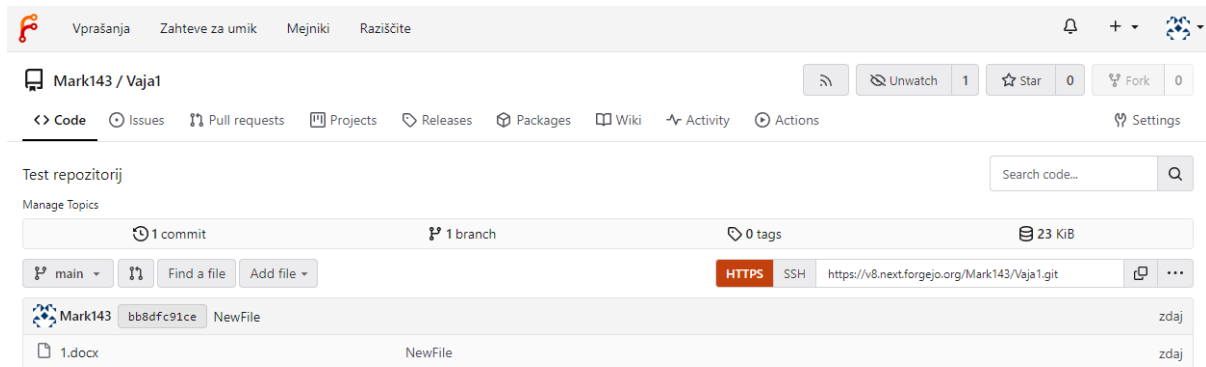 Vprašanja Zahteve za umik Mejniki Raziščite
Mark143 / Vaja1 Unwatch 1 Star 0 Fork 0
<> Code Issues Pull requests Projects Releases Packages Wiki Activity Actions Settings
Test repozitorij Search code...
Manage Topics
1 commit 1 branch 0 tags 23 KiB
main Find a file Add file HTTPS SSH https://v8.next.forgejo.org/Mark143/Vaja1.git
Mark143 bb8dfc91ce NewFile zdaj
1.docx NewFile zdaj